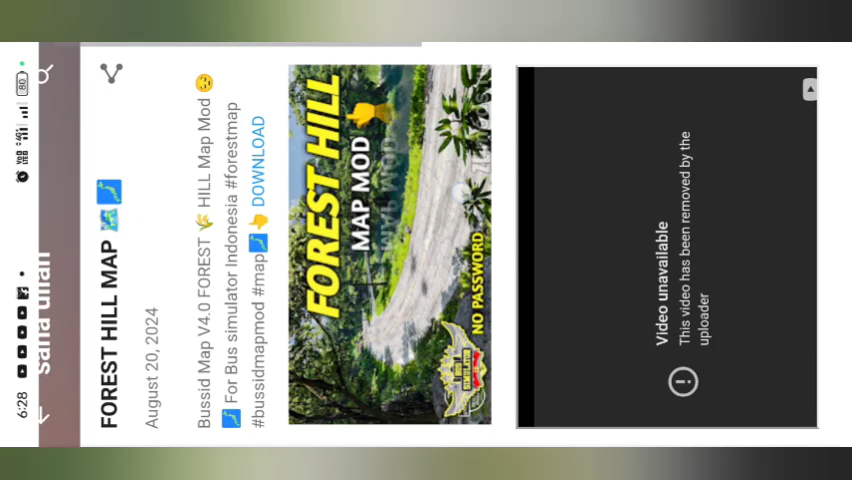 6:28
80
FOREST HILL MAP
August 20, 2024
Bussid Map V4.0 FOREST 🌾 HILL Map Mod 😔
For Bus simulator Indonesia #forestmap
#bussidmapmod #map 👇 DOWNLOAD
FOREST HILL
MAP MOD
NO PASSWORD
Video unavailable
This video has been removed by the
uploader